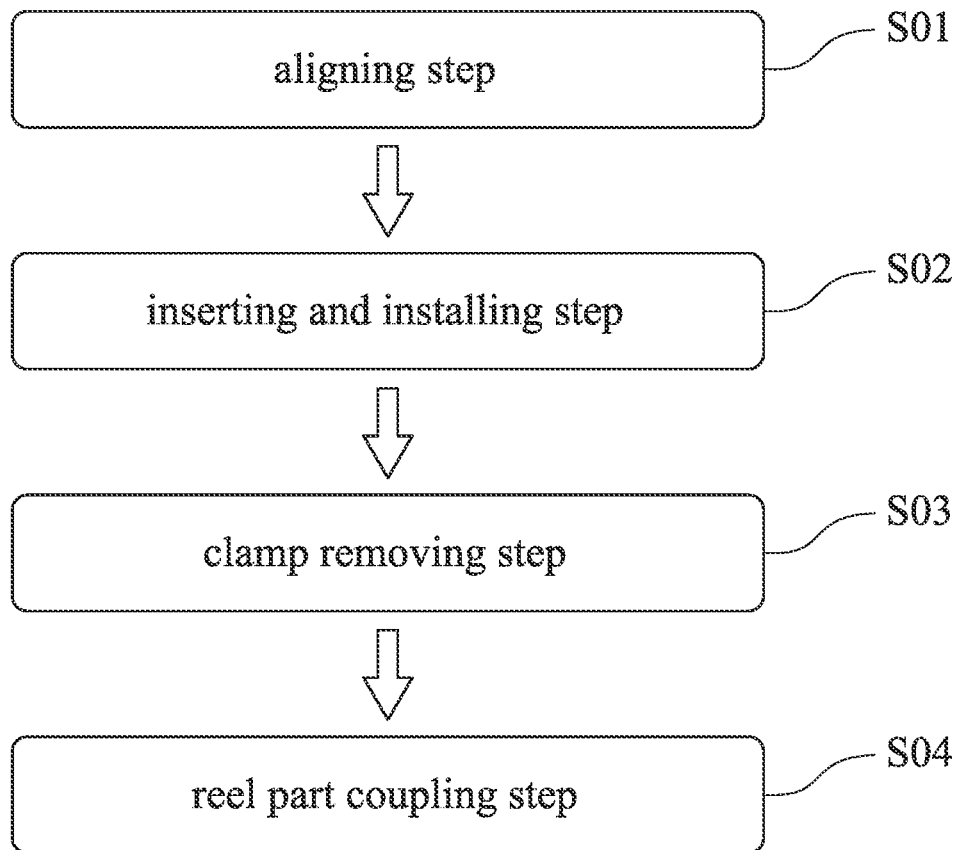 S01
aligning step
S02
inserting and installing step
S03
clamp removing step
S04
reel part coupling step